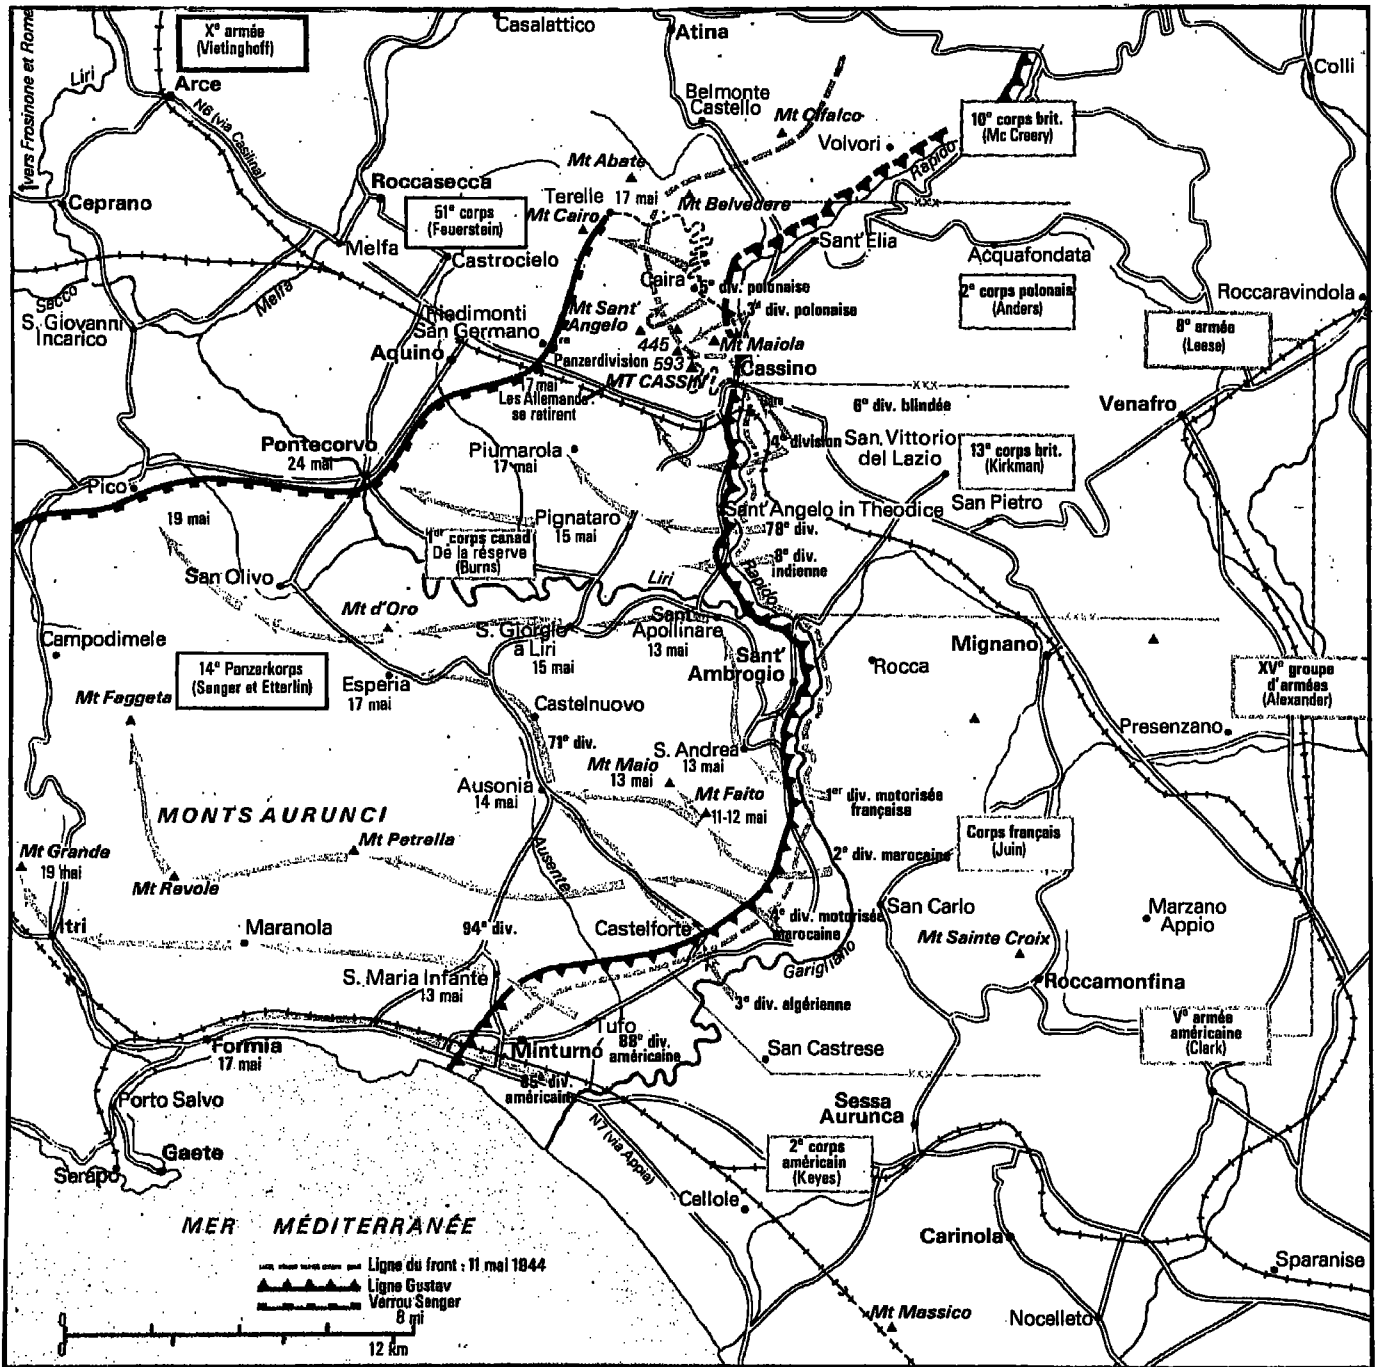 Xe armée
(Vietinghoff)
Casalattico
Atina
vers Frosinone et Rome
Liri
Arce
N6 (via Casilina)
Colli
Belmonte
Castello
Mt Cifalco
Volvori
10e corps brit.
(Mc Creery)
Rapido
Mt Abate
Roccasecca
Ceprano
51e corps
(Feuerstein)
Terelle
17 mai
Mt Cairo
Mt Belvedere
Melfa
Castrocielo
Sant'Elia
xxx
Acquafondata
Sacco
Melfa
Caira
5e div. polonaise
2e corps polonais
(Anders)
Roccaravindola
S. Giovanni
Incarico
Piedimonti
San Germano
Mt Sant'
Angelo
3e div. polonaise
8e armée
(Leese)
Aquino
1re
Panzerdivision
445
593
Mt Maiola
MT CASSIN
Cassino
xxx
17 mai
Les Allemands
se retirent
Gare
6e div. blindée
Venafro
Pontecorvo
24 mai
Piumarola
17 mai
4e division
San Vittorio
del Lazio
13e corps brit.
(Kirkman)
Pico
19 mai
Pignataro
15 mai
Sant'Angelo in Theodice
San Pietro
78e div.
1er corps canad
De la réserve
(Burns)
8e div.
indienne
San Olivo
Liri
Rapido
Mt d'Oro
S. Giorgio
a Liri
15 mai
Sant'
Apollinare
13 mai
Campodimele
Sant'
Ambrogio
Rocca
Mignano
14e Panzerkorps
(Senger et Etterlin)
Esperia
17 mai
XVe groupe
d'armées
(Alexander)
Mt Faggeta
Castelnuovo
Presenzano
71e div.
S. Andrea
13 mai
Mt Maio
13 mai
Ausonia
14 mai
Mt Faito
11-12 mai
1er div. motorisée
française
MONTS AURUNCI
Corps français
(Juin)
Mt Petrella
Mt Grande
19 mai
Ausente
2e div. marocaine
Mt Revole
Itri
Maranola
94e div.
Castelforte
4e div. motorisée
marocaine
San Carlo
Marzano
Appio
Mt Sainte Croix
Garigliano
S. Maria Infante
13 mai
3e div. algérienne
Roccamonfina
Tufo
Formia
17 mai
Minturno
88e div.
américaine
San Castrese
Ve armée
américaine
(Clark)
xxx
85e div.
américaine
Porto Salvo
Sessa
Aurunca
N7 (via Appia)
Gaete
Serapo
2e corps
américain
(Keyes)
Cellole
MER MÉDITERRANÉE
Carinola
Ligne du front : 11 mai 1944
Ligne Gustav
Verrou Senger
Sparanise
0
8 mi
Mt Massico
Nocelleto
0
12 km